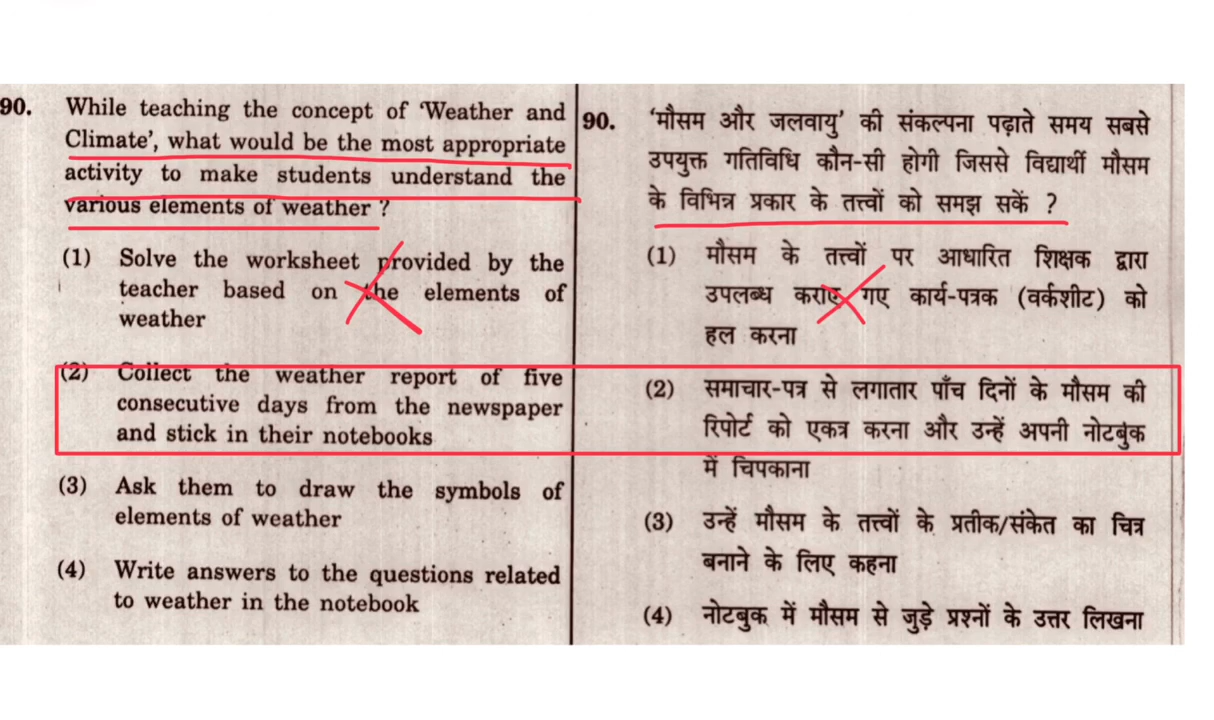 90. While teaching the concept of 'Weather and
Climate', what would be the most appropriate
activity to make students understand the
various elements of weather ?
(1) Solve the worksheet provided by the
teacher based on the elements of
weather
(2) Collect the weather report of five
consecutive days from the newspaper
and stick in their notebooks
(3) Ask them to draw the symbols of
elements of weather
(4) Write answers to the questions related
to weather in the notebook
90. 'मौसम और जलवायु' की संकल्पना पढ़ाते समय सबसे
उपयुक्त गतिविधि कौन-सी होगी जिससे विद्यार्थी मौसम
के विभिन्न प्रकार के तत्त्वों को समझ सकें ?
(1) मौसम के तत्त्वों पर आधारित शिक्षक द्वारा
उपलब्ध कराए गए कार्य-पत्रक (वर्कशीट) को
हल करना
(2) समाचार-पत्र से लगातार पाँच दिनों के मौसम की
रिपोर्ट को एकत्र करना और उन्हें अपनी नोटबुक
में चिपकाना
(3) उन्हें मौसम के तत्त्वों के प्रतीक/संकेत का चित्र
बनाने के लिए कहना
(4) नोटबुक में मौसम से जुड़े प्रश्नों के उत्तर लिखना